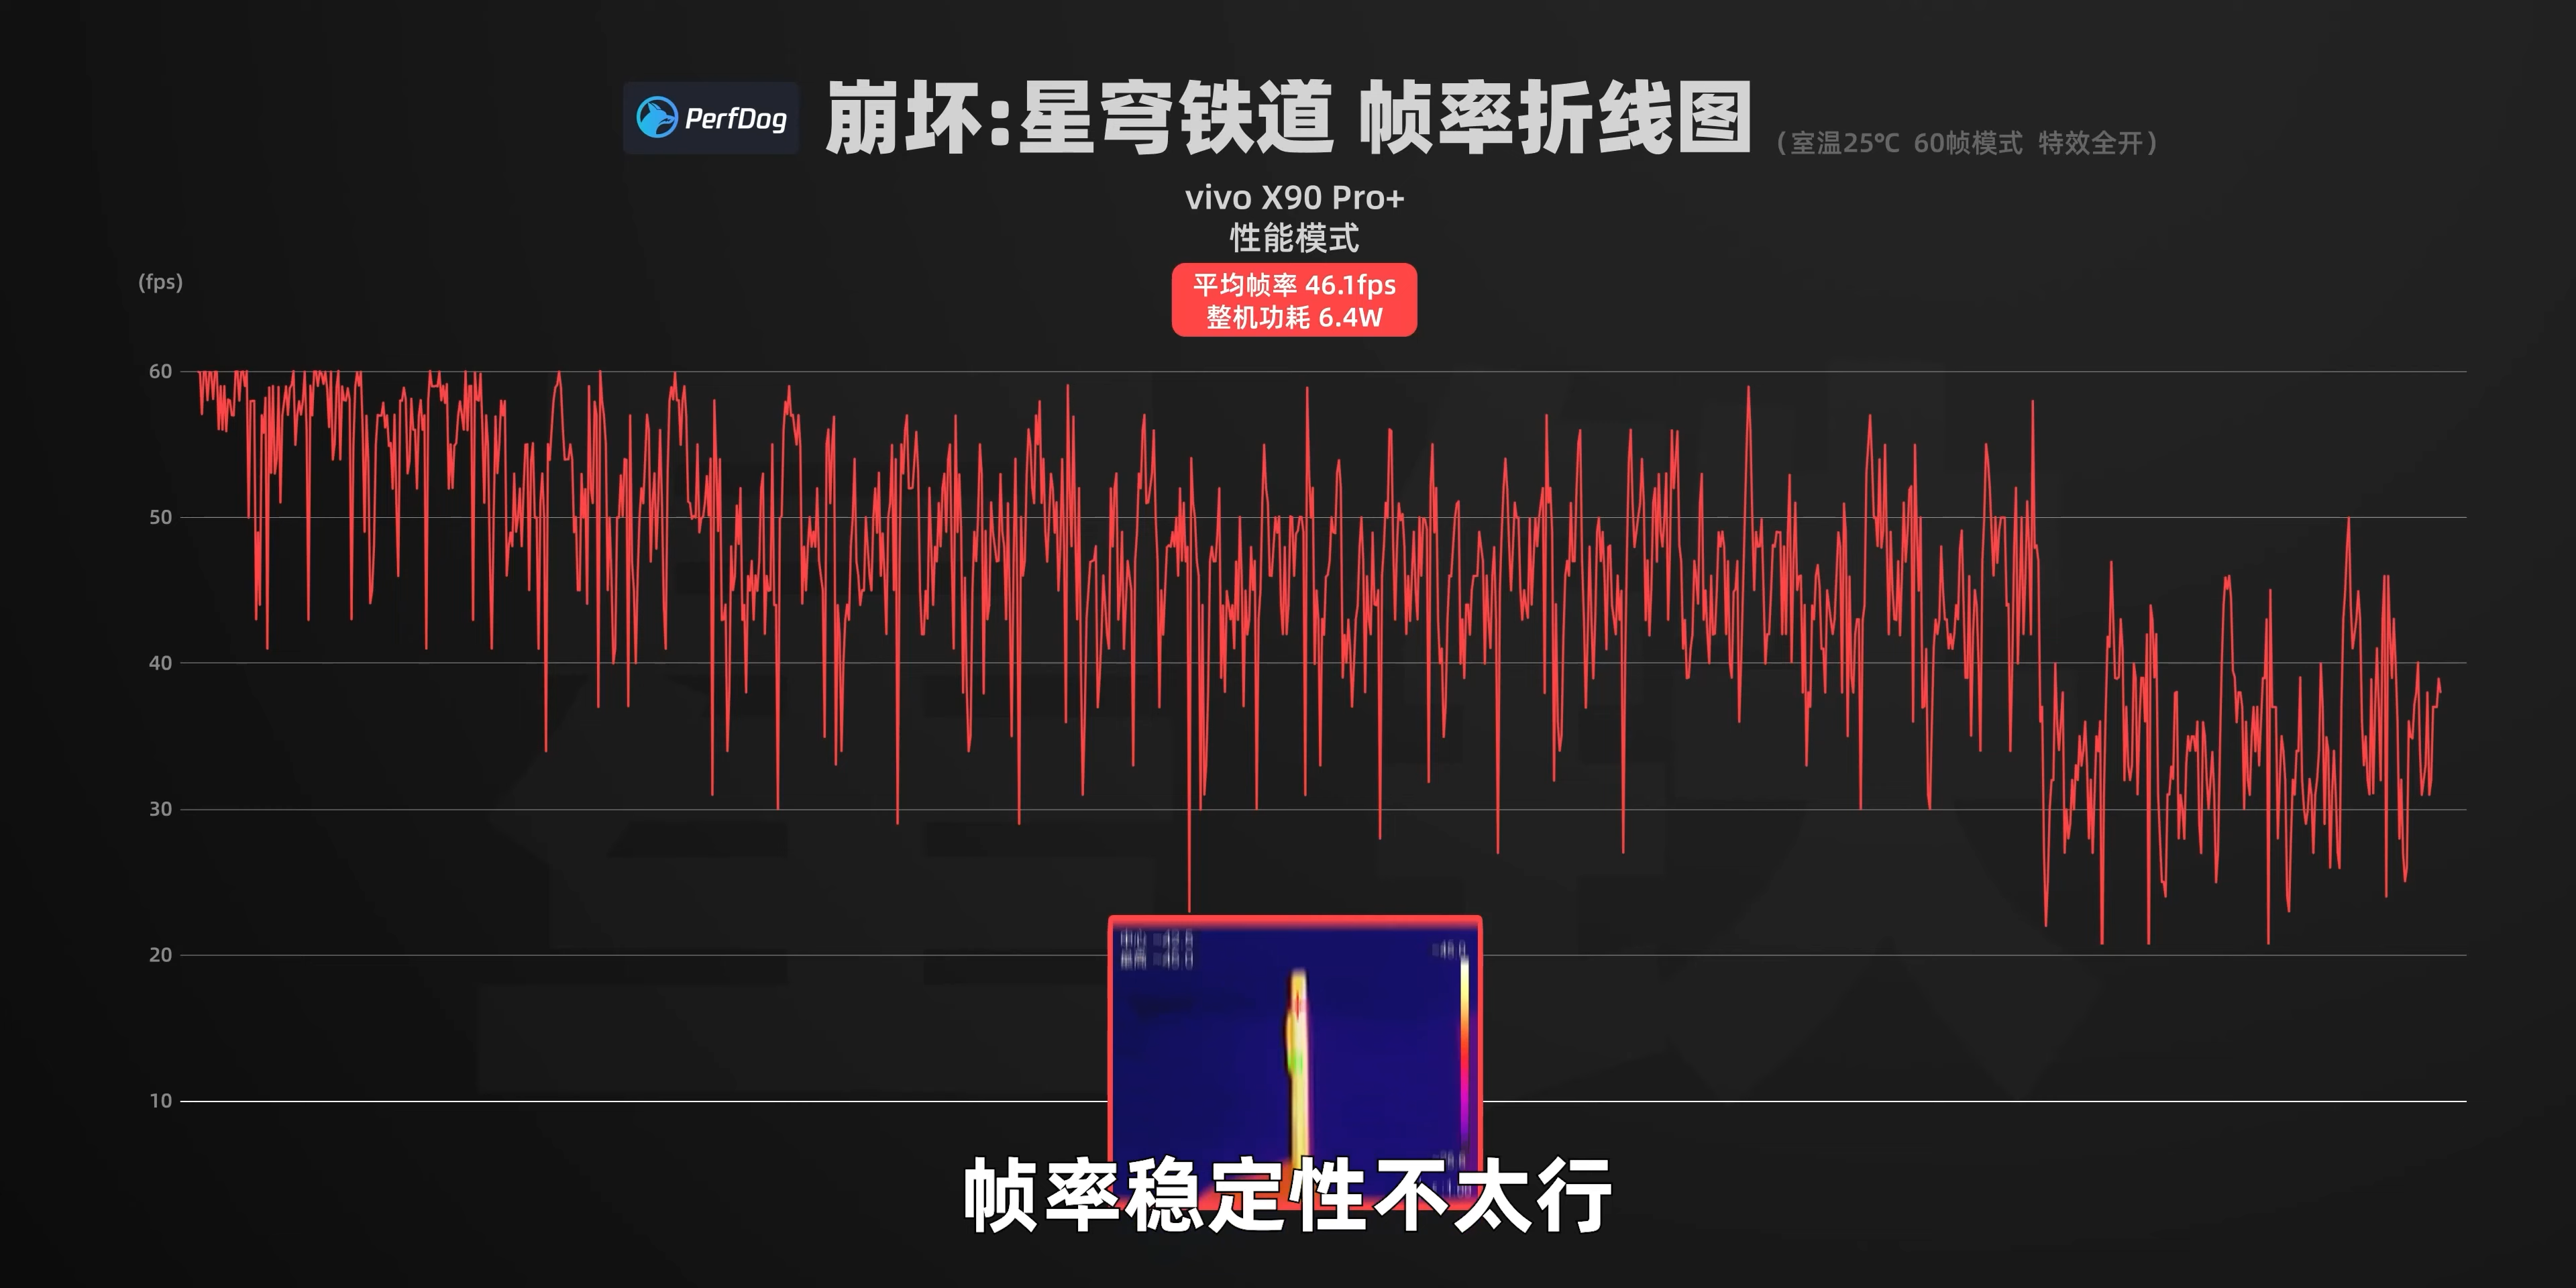 PerfDog 崩坏:星穹铁道 帧率折线图 (室温25℃ 60帧模式 特效全开)
vivo X90 Pro+
性能模式
(fps)
平均帧率 46.1fps
整机功耗 6.4W
60
50
40
30
20
10
帧率稳定性不太行